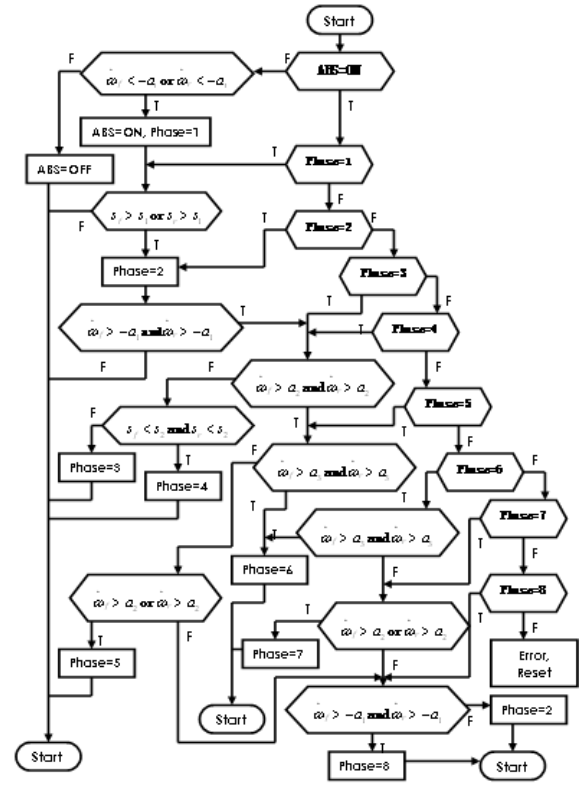 Start
ABS=ON
F
F
T
T
ω̇f < -a1 or ω̇r < -a1
ABS=ON, Phase=1
ABS=OFF
T
Phase=1
F
sf > s1 or sr > s1
F
T
T
Phase=2
F
Phase=2
Phase=3
T
F
ω̇f > -a1 and ω̇r > -a1
T
F
T
Phase=4
F
F
ω̇f > a2 and ω̇r > a2
T
Phase=5
T
F
F
sf < s2 and sr < s2
T
Phase=3
Phase=4
F
ω̇f > a3 and ω̇r > a3
T
Phase=6
F
T
ω̇f > a3 and ω̇r > a3
T
F
Phase=7
T
F
Phase=6
ω̇f > a2 or ω̇r > a2
T
F
Phase=5
Phase=8
T
F
ω̇f > a2 or ω̇r > a2
T
F
Phase=7
Error,
Reset
ω̇f > -a1 and ω̇r > -a1
F
T
Phase=2
Start
Start
Phase=8
Start